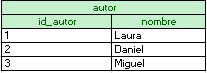 autor
id_autor nombre
1 Laura
2 Daniel
3 Miguel